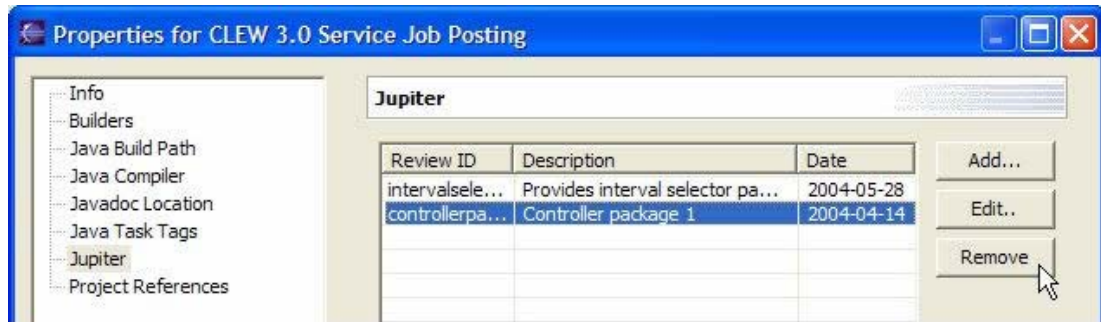 Properties for CLEW 3.0 Service Job Posting
Info
Builders
Java Build Path
Java Compiler
Javadoc Location
Java Task Tags
Jupiter
Project References
Jupiter
Review ID Description Date
intervalsele... Provides interval selector pa... 2004-05-28
controllerpa... Controller package 1 2004-04-14
Add...
Edit..
Remove